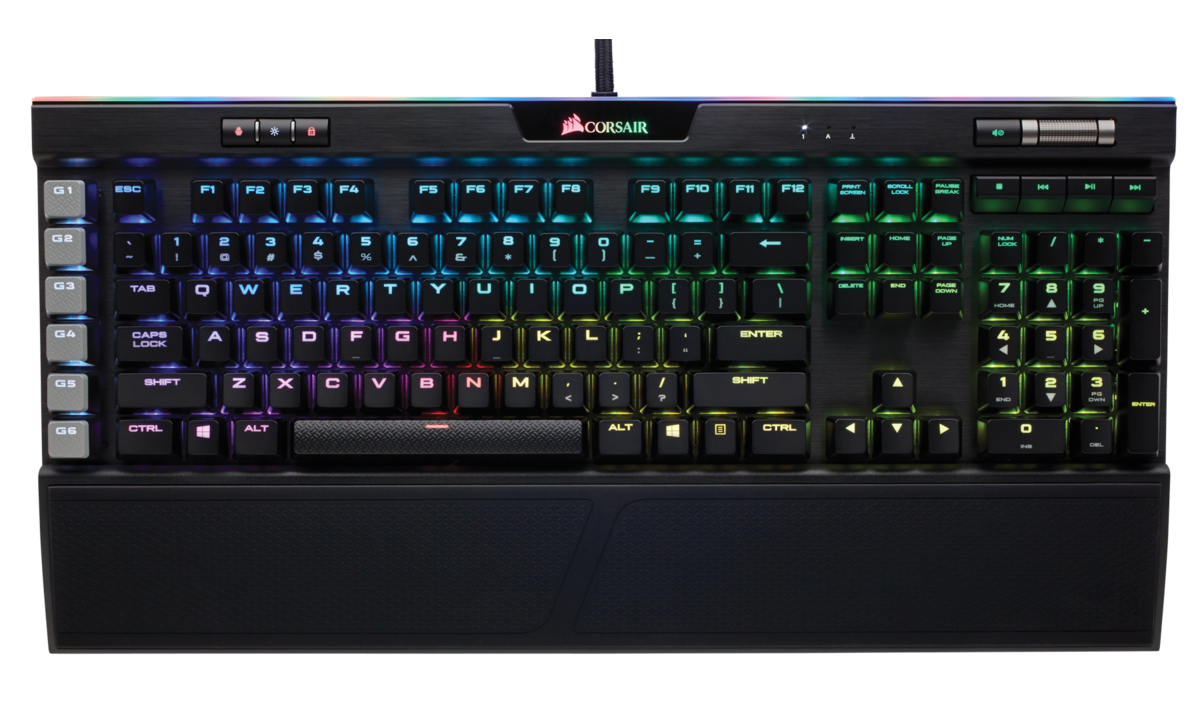 CORSAIR
1 A
G1 ESC F1 F2 F3 F4 F5 F6 F7 F8 F9 F10 F11 F12 PRINT SCREEN SCROLL LOCK PAUSE BREAK
G2 ` ~ 1 ! 2 @ 3 # 4 $ 5 % 6 ^ 7 & 8 * 9 ( 0 ) - _ = + ← INSERT HOME PAGE UP NUM LOCK / * -
G3 TAB Q W E R T Y U I O P [ { ] } \ | DELETE END PAGE DOWN 7 HOME 8 ▲ 9 PG UP +
G4 CAPS LOCK A S D F _ G H J _ K L ; : ' " ENTER 4 ◀ 5 _ 6 ▶
G5 SHIFT Z X C V B N M , < . > / ? SHIFT ▲ 1 END 2 ▼ 3 PG DWN ENTER
G6 CTRL ALT ALT CTRL ◀ ▼ ▶ 0 INS . DEL